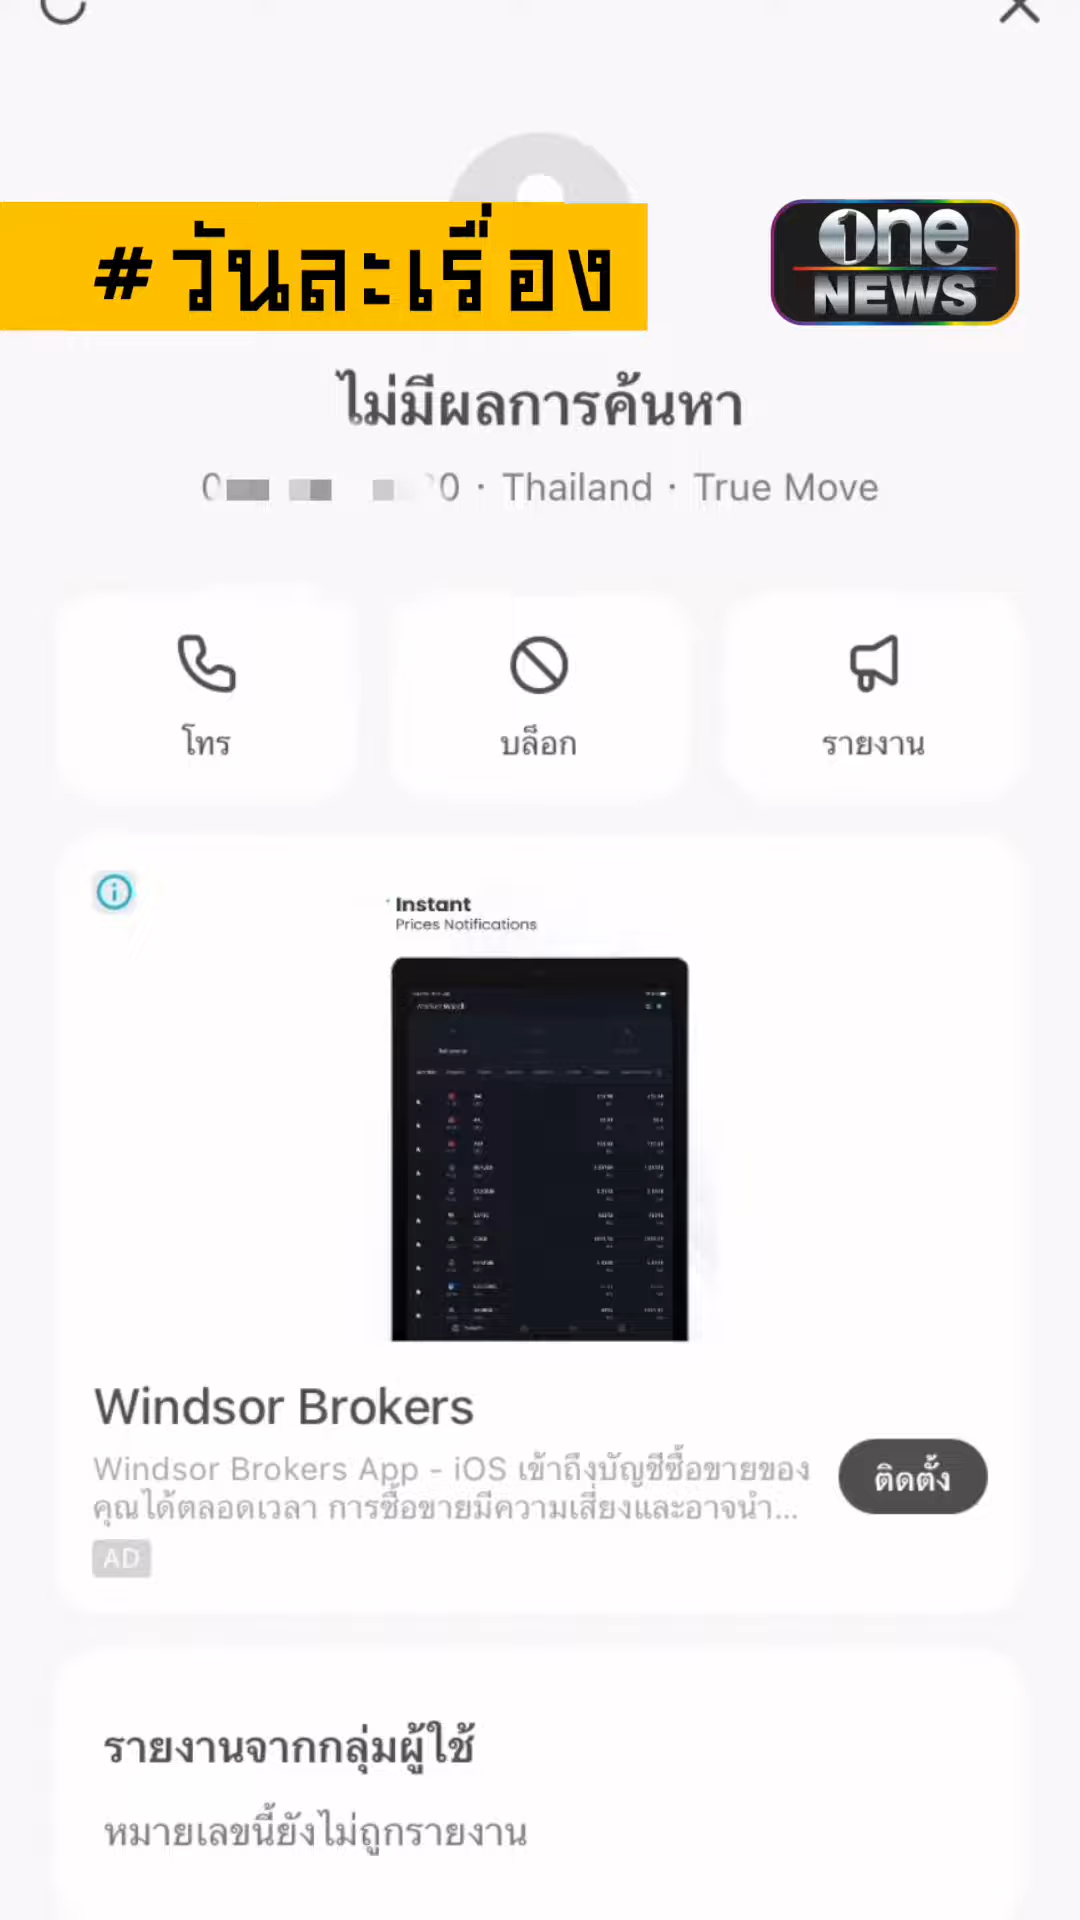 #วันละเรื่อง
one
NEWS
ไม่มีผลการค้นหา
· Thailand · True Move
โทร
บล็อก
รายงาน
Instant
Prices Notifications
Windsor Brokers
Windsor Brokers App - iOS เข้าถึงบัญชีซื้อขายของ
คุณได้ตลอดเวลา การซื้อขายมีความเสี่ยงและอาจนำ...
ติดตั้ง
AD
รายงานจากกลุ่มผู้ใช้
หมายเลขนี้ยังไม่ถูกรายงาน